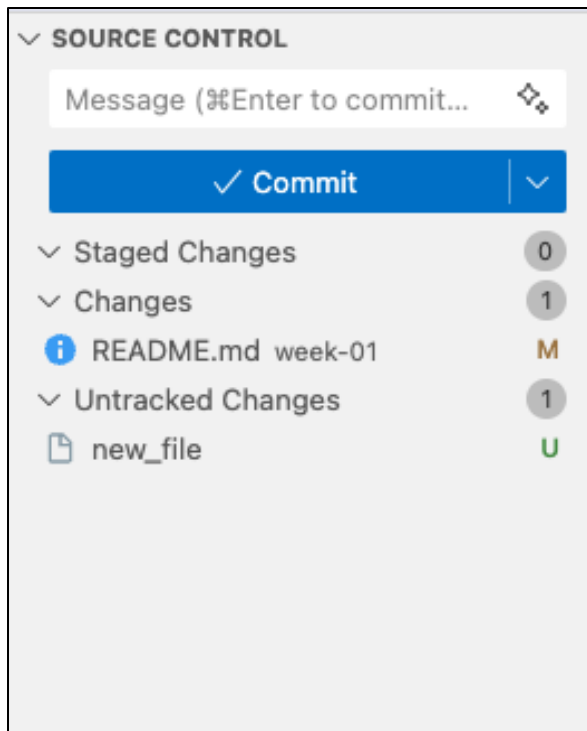 SOURCE CONTROL
Message (⌘Enter to commit...
Commit
Staged Changes 0
Changes 1
README.md week-01 M
Untracked Changes 1
new_file U